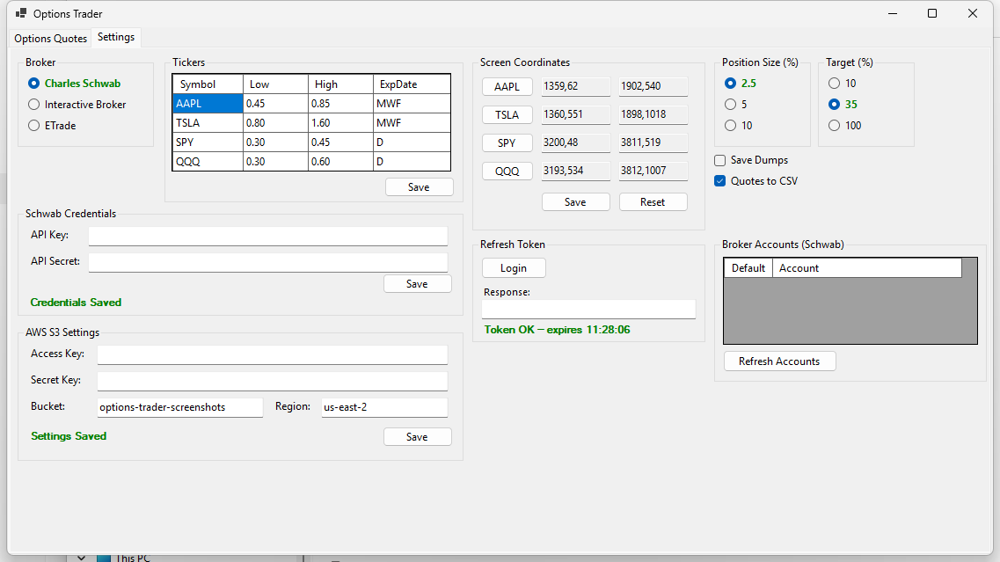 Options Trader
Options Quotes Settings
Broker
Charles Schwab
Interactive Broker
ETrade
Tickers
Symbol Low High ExpDate
AAPL 0.45 0.85 MWF
TSLA 0.80 1.60 MWF
SPY 0.30 0.45 D
QQQ 0.30 0.60 D
Save
Screen Coordinates
AAPL 1359,62 1902,540
TSLA 1360,551 1898,1018
SPY 3200,48 3811,519
QQQ 3193,534 3812,1007
Save Reset
Position Size (%)
2.5
5
10
Target (%)
10
35
100
Save Dumps
Quotes to CSV
Schwab Credentials
API Key:
API Secret:
Save
Credentials Saved
Refresh Token
Login
Response:
Token OK – expires 11:28:06
Broker Accounts (Schwab)
Default Account
Refresh Accounts
AWS S3 Settings
Access Key:
Secret Key:
Bucket: options-trader-screenshots Region: us-east-2
Settings Saved Save
This PC